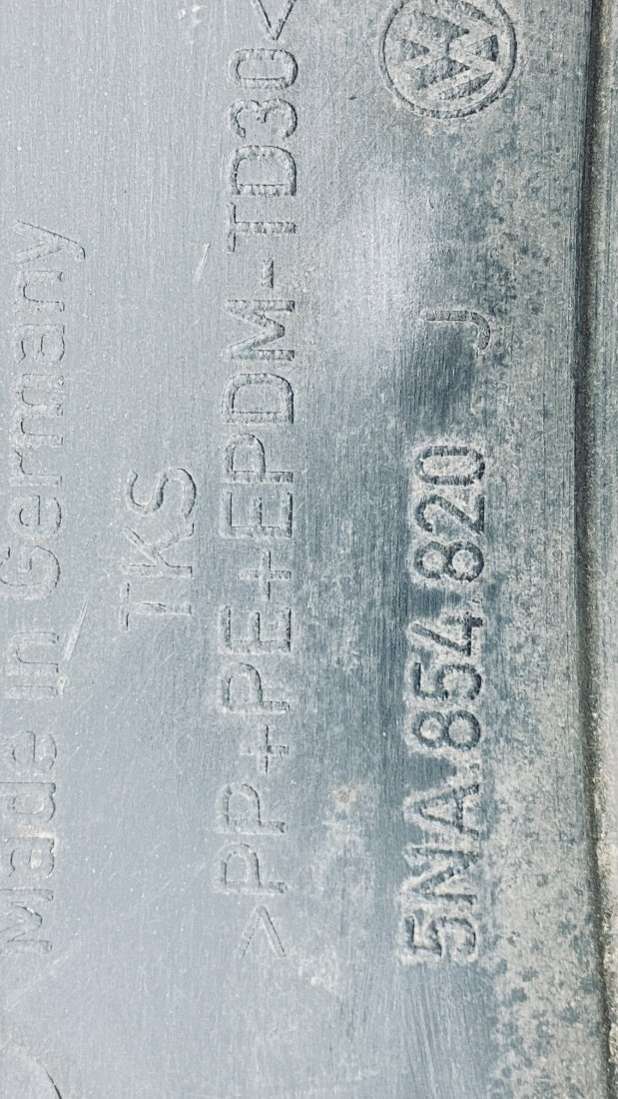 Made in Germany
TKS
>PP+PE+EPDM-TD30<
5NA.854.820 J